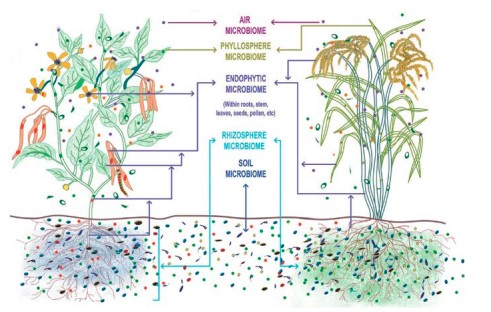 AIR
MICROBIOME
PHYLLOSPHERE
MICROBIOME
ENDOPHYTIC
MICROBIOME
(Within roots, stem,
leaves, seeds, pollen, etc)
RHIZOSPHERE
MICROBIOME
SOIL
MICROBIOME